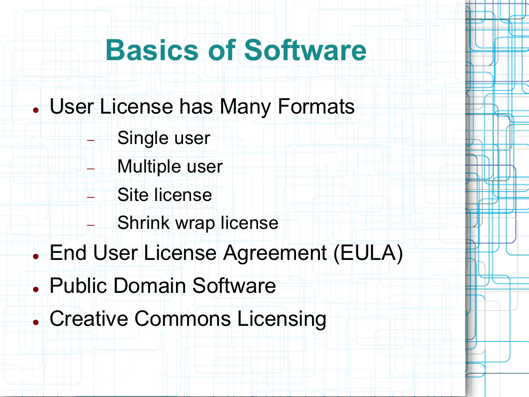 Basics of Software
● User License has Many Formats
– Single user
– Multiple user
– Site license
– Shrink wrap license
● End User License Agreement (EULA)
● Public Domain Software
● Creative Commons Licensing